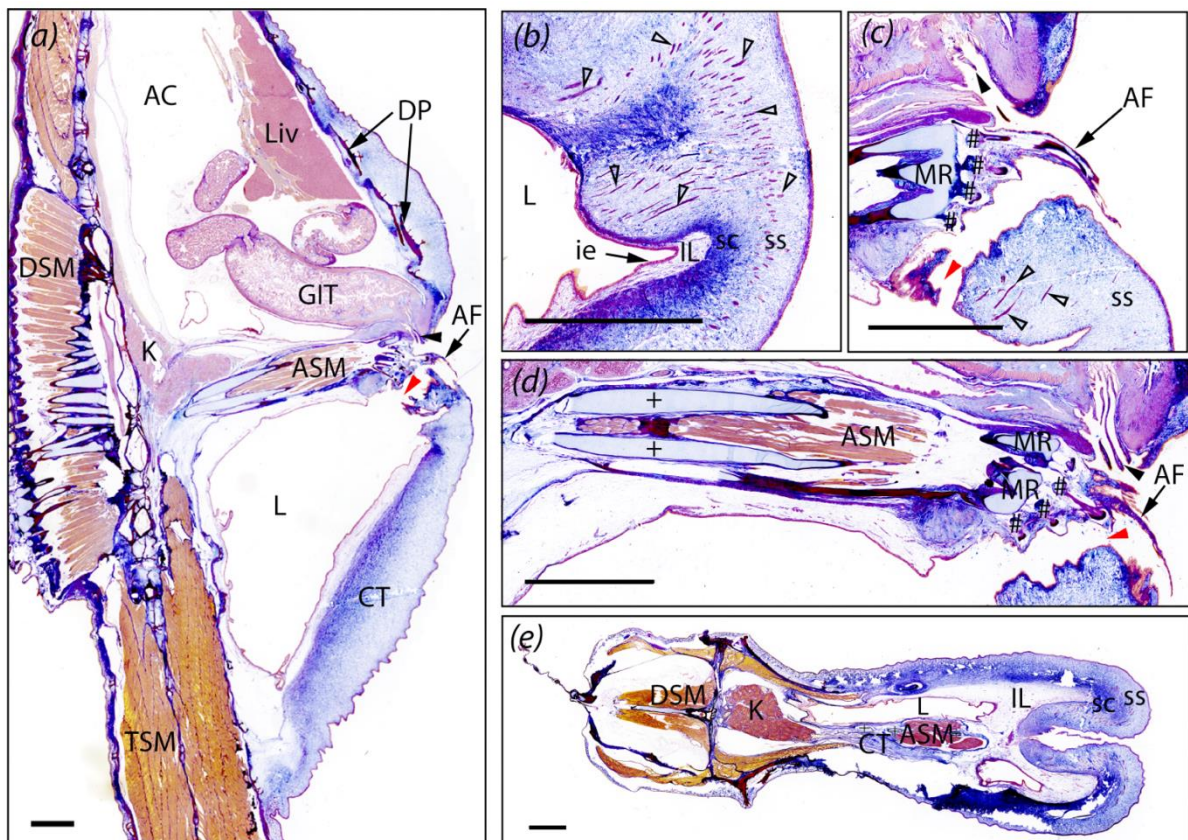 (a)
AC
Liv
DP
DSM
GIT
K
AF
ASM
L
CT
TSM
(b)
L
ie
IL
sc
ss
(c)
AF
MR
#
#
#
#
ss
(d)
+
+
ASM
MR
MR
AF
#
#
#
(e)
DSM
K
L
IL
CT
ASM
sc
ss